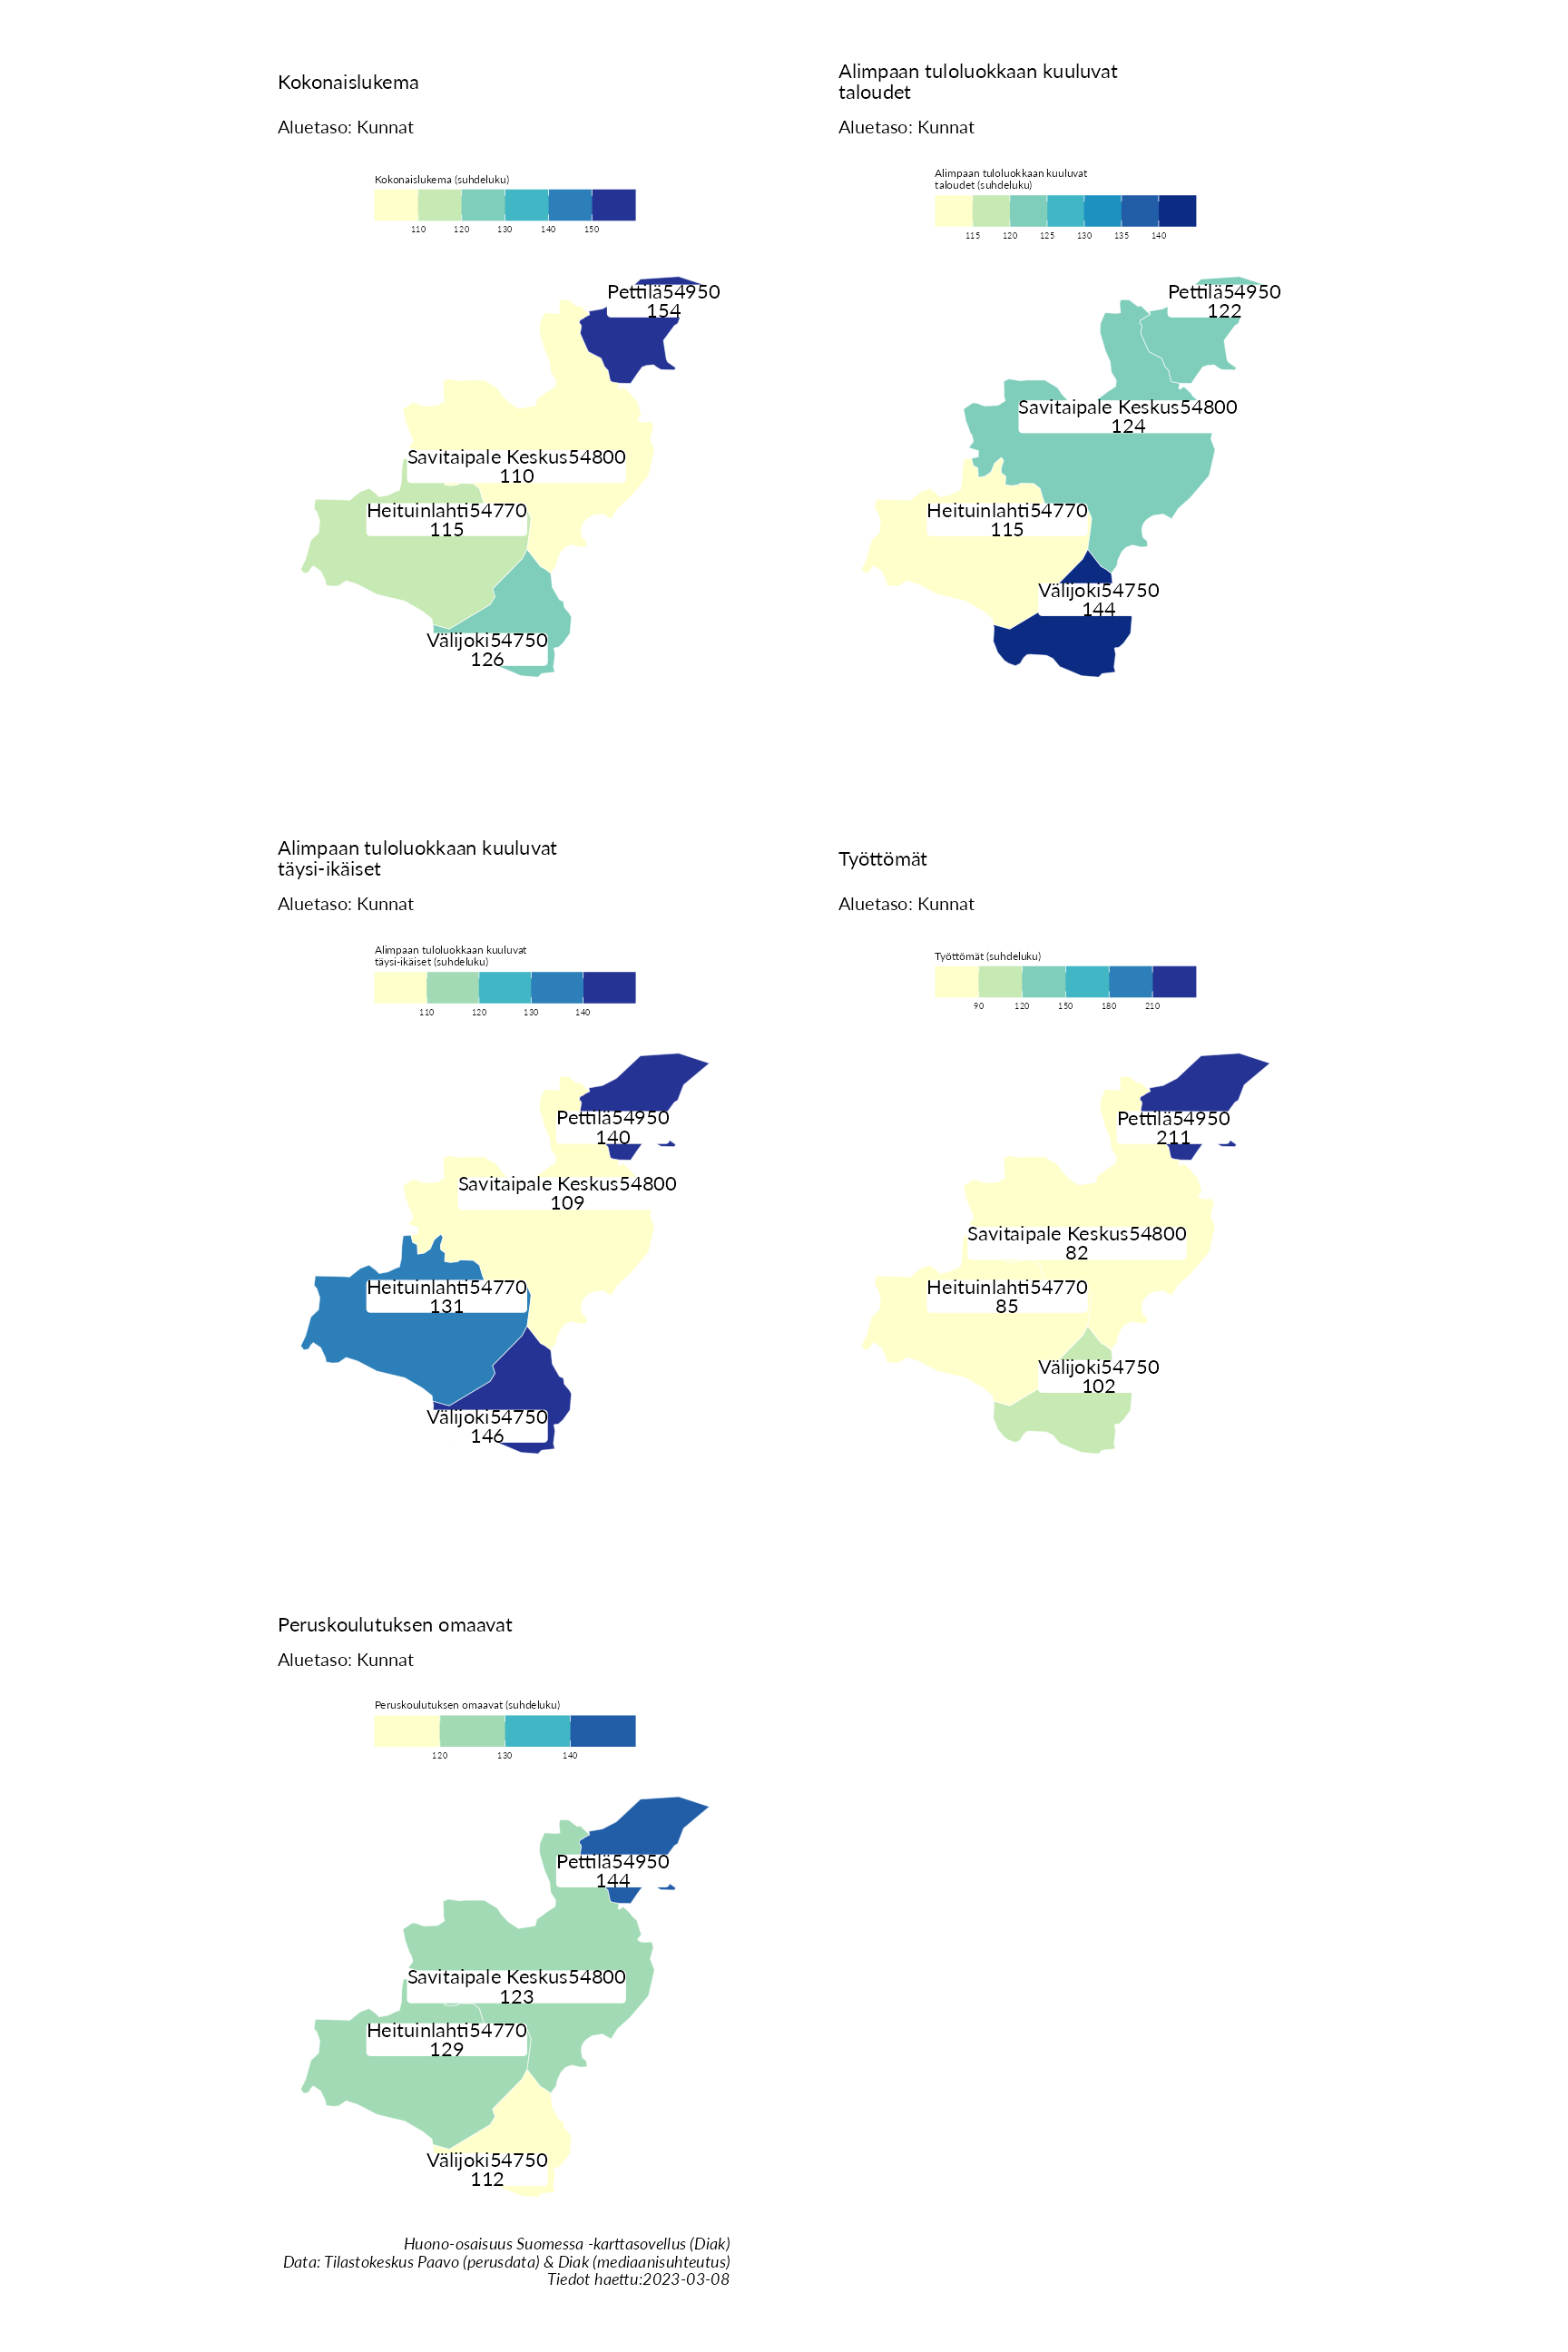 Kokonaislukema
Aluetaso: Kunnat
Kokonaislukema (suhdeluku)
110 120 130 140 150
Pettilä54950
154
Savitaipale Keskus54800
110
Heituinlahti54770
115
Välijoki54750
126
Alimpaan tuloluokkaan kuuluvat
taloudet
Aluetaso: Kunnat
Alimpaan tuloluokkaan kuuluvat
taloudet (suhdeluku)
115 120 125 130 135 140
Pettilä54950
122
Savitaipale Keskus54800
124
Heituinlahti54770
115
Välijoki54750
144
Alimpaan tuloluokkaan kuuluvat
täysi-ikäiset
Aluetaso: Kunnat
Alimpaan tuloluokkaan kuuluvat
täysi-ikäiset (suhdeluku)
110 120 130 140
Pettilä54950
140
Savitaipale Keskus54800
109
Heituinlahti54770
131
Välijoki54750
146
Työttömät
Aluetaso: Kunnat
Työttömät (suhdeluku)
90 120 150 180 210
Pettilä54950
211
Savitaipale Keskus54800
82
Heituinlahti54770
85
Välijoki54750
102
Peruskoulutuksen omaavat
Aluetaso: Kunnat
Peruskoulutuksen omaavat (suhdeluku)
120 130 140
Pettilä54950
144
Savitaipale Keskus54800
123
Heituinlahti54770
129
Välijoki54750
112
Huono-osaisuus Suomessa -karttasovellus (Diak)
Data: Tilastokeskus Paavo (perusdata) & Diak (mediaanisuhteutus)
Tiedot haettu:2023-03-08